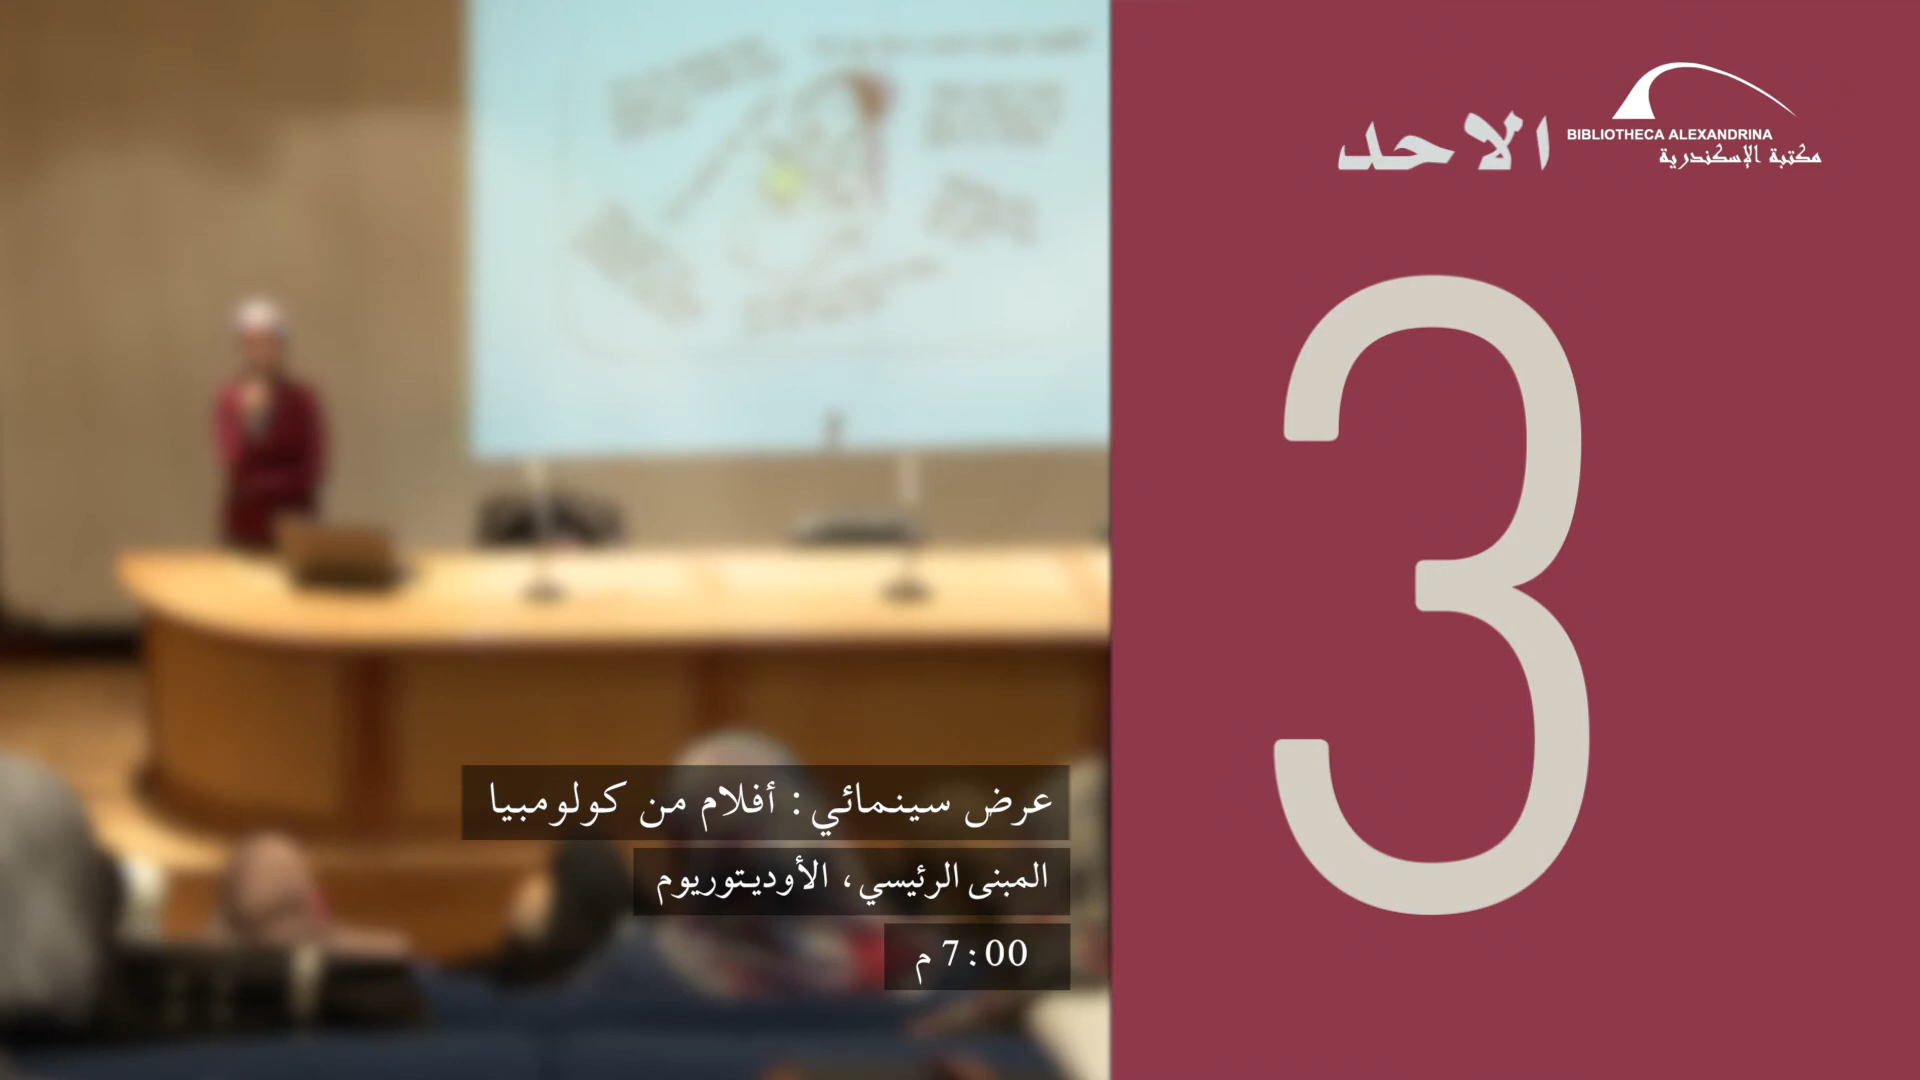 BIBLIOTHECA ALEXANDRINA
مكتبة الإسكندرية
الاحد
3
عرض سينمائي: أفلام من كولومبيا
المبنى الرئيسي، الأوديتوريوم
7:00 م